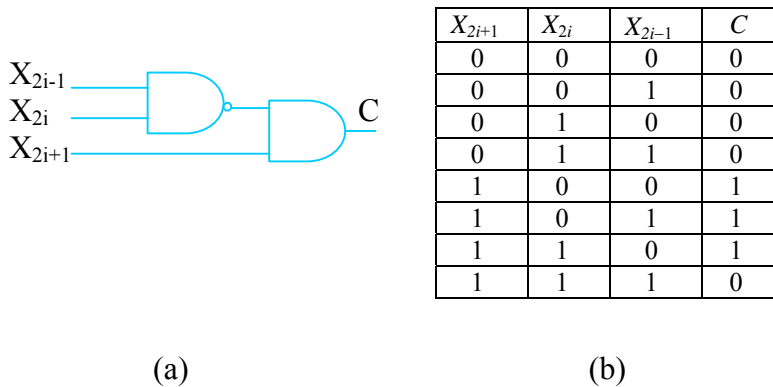 X2i-1
X2i
X2i+1
C
X2i+1 X2i X2i–1 C
0 0 0 0
0 0 1 0
0 1 0 0
0 1 1 0
1 0 0 1
1 0 1 1
1 1 0 1
1 1 1 0
(a) (b)